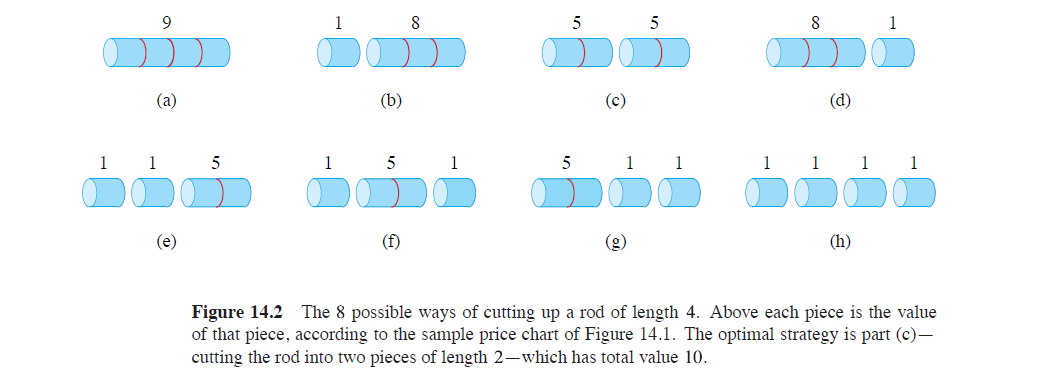 9
1 8
5 5
8 1
(a)
(b)
(c)
(d)
1 1 5
1 5 1
5 1 1
1 1 1 1
(e)
(f)
(g)
(h)
Figure 14.2 The 8 possible ways of cutting up a rod of length 4. Above each piece is the value
of that piece, according to the sample price chart of Figure 14.1. The optimal strategy is part (c)—
cutting the rod into two pieces of length 2—which has total value 10.